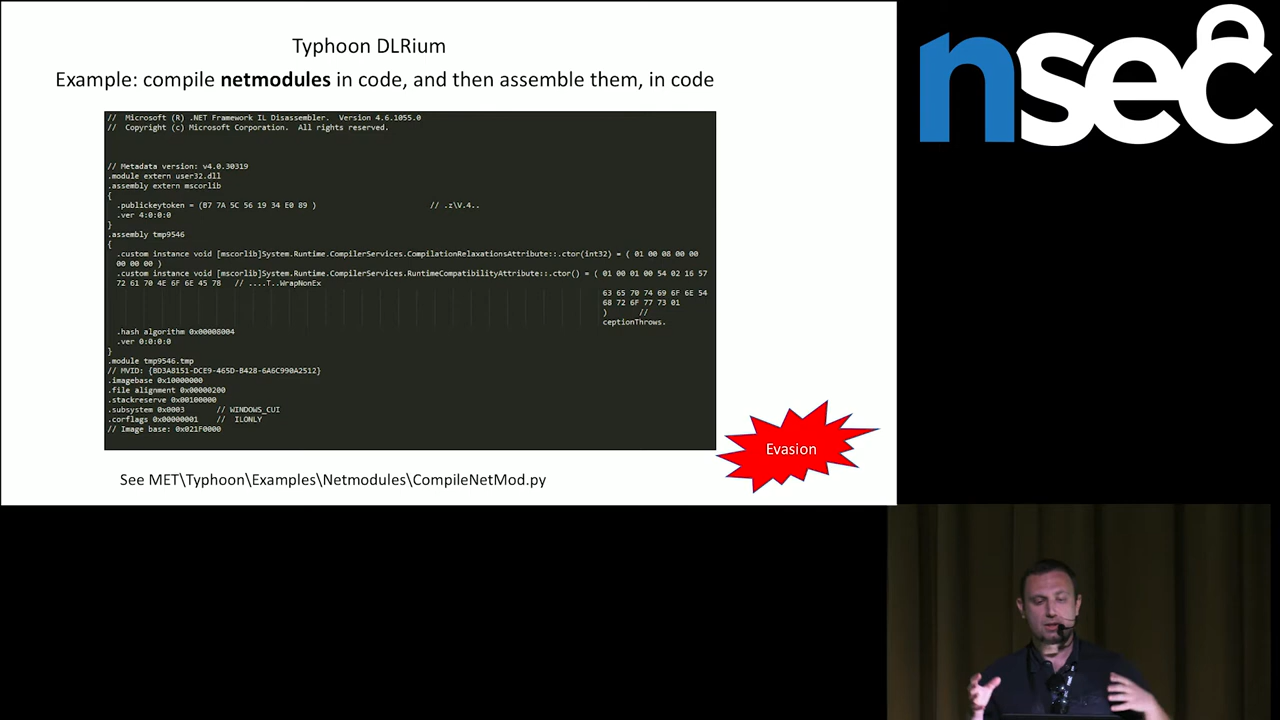 Typhoon DLRium
Example: compile netmodules in code, and then assemble them, in code
//  Microsoft (R) .NET Framework IL Disassembler.  Version 4.6.1055.0
//  Copyright (c) Microsoft Corporation.  All rights reserved.
// Metadata version: v4.0.30319
.module extern user32.dll
.assembly extern mscorlib
{
.publickeytoken = (B7 7A 5C 56 19 34 E0 89 )                         // .z\V.4..
.ver 4:0:0:0
}
.assembly tmp9546
{
.custom instance void [mscorlib]System.Runtime.CompilerServices.CompilationRelaxationsAttribute::.ctor(int32) = ( 01 00 08 00 00
00 00 00 )
.custom instance void [mscorlib]System.Runtime.CompilerServices.RuntimeCompatibilityAttribute::.ctor() = ( 01 00 01 00 54 02 16 57
72 61 70 4E 6F 6E 45 78   // ....T..WrapNonEx
63 65 70 74 69 6F 6E 54
68 72 6F 77 73 01
)       //
ceptionThrows.
.hash algorithm 0x00008004
.ver 0:0:0:0
}
.module tmp9546.tmp
// MVID: {BD3A8151-DCE9-465D-B428-6A6C990A2512}
.imagebase 0x10000000
.file alignment 0x00000200
.stackreserve 0x00100000
.subsystem 0x0003       // WINDOWS_CUI
.corflags 0x00000001    //  ILONLY
// Image base: 0x021F0000
Evasion
See MET\Typhoon\Examples\Netmodules\CompileNetMod.py
nsec